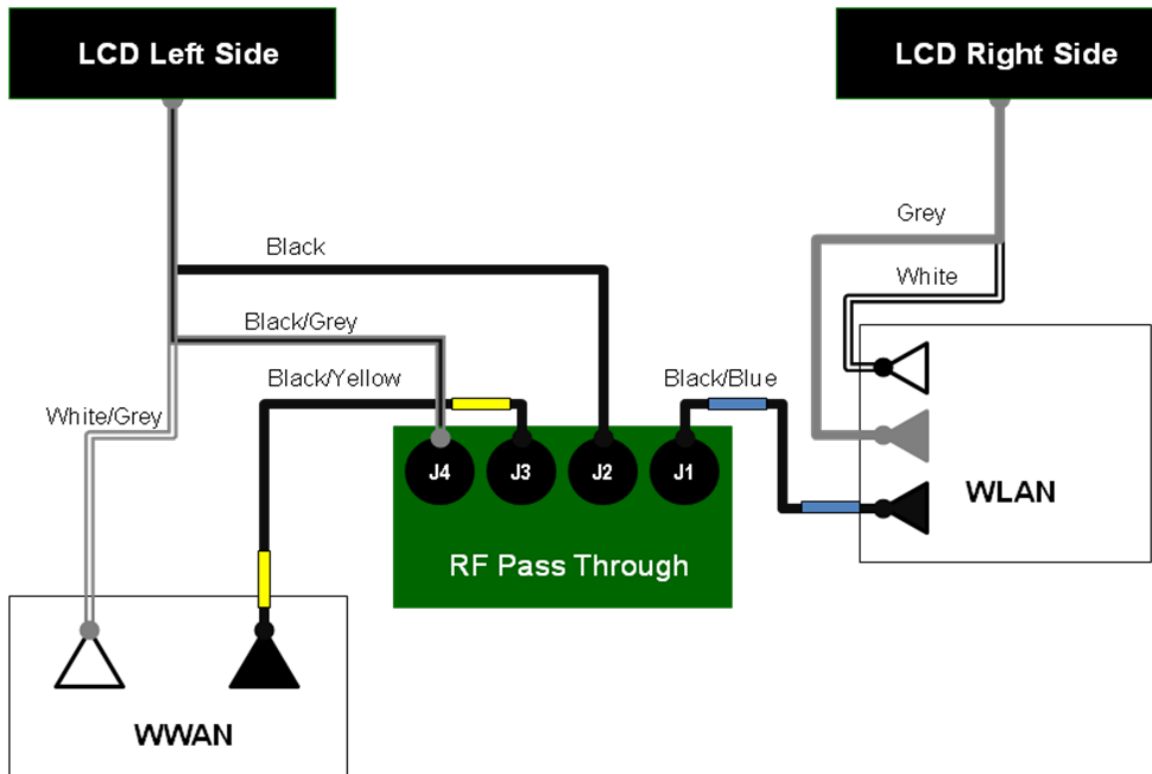 LCD Left Side
LCD Right Side
Grey
Black
White
Black/Grey
Black/Yellow
Black/Blue
White/Grey
J4
J3
J2
J1
WLAN
RF Pass Through
WWAN